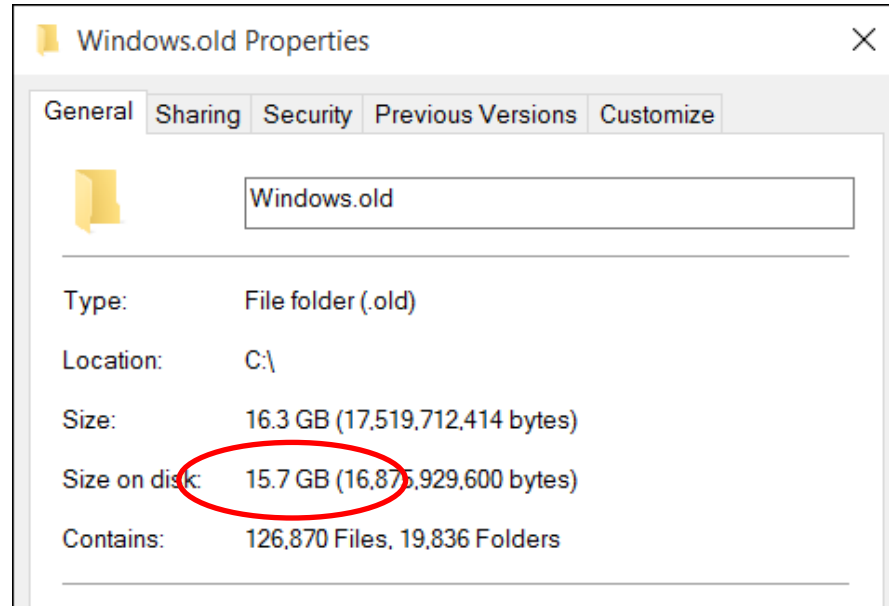 Windows.old Properties
General Sharing Security Previous Versions Customize
Windows.old
Type: File folder (.old)
Location: C:\
Size: 16.3 GB (17,519,712,414 bytes)
Size on disk: 15.7 GB (16,875,929,600 bytes)
Contains: 126,870 Files, 19,836 Folders